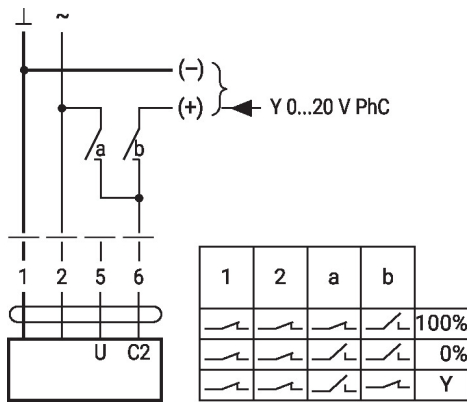 ⊥ ~
(–)
(+) Y 0...20 V PhC
a b
1 2 5 6
U C2
1 2 a b
100%
0%
Y